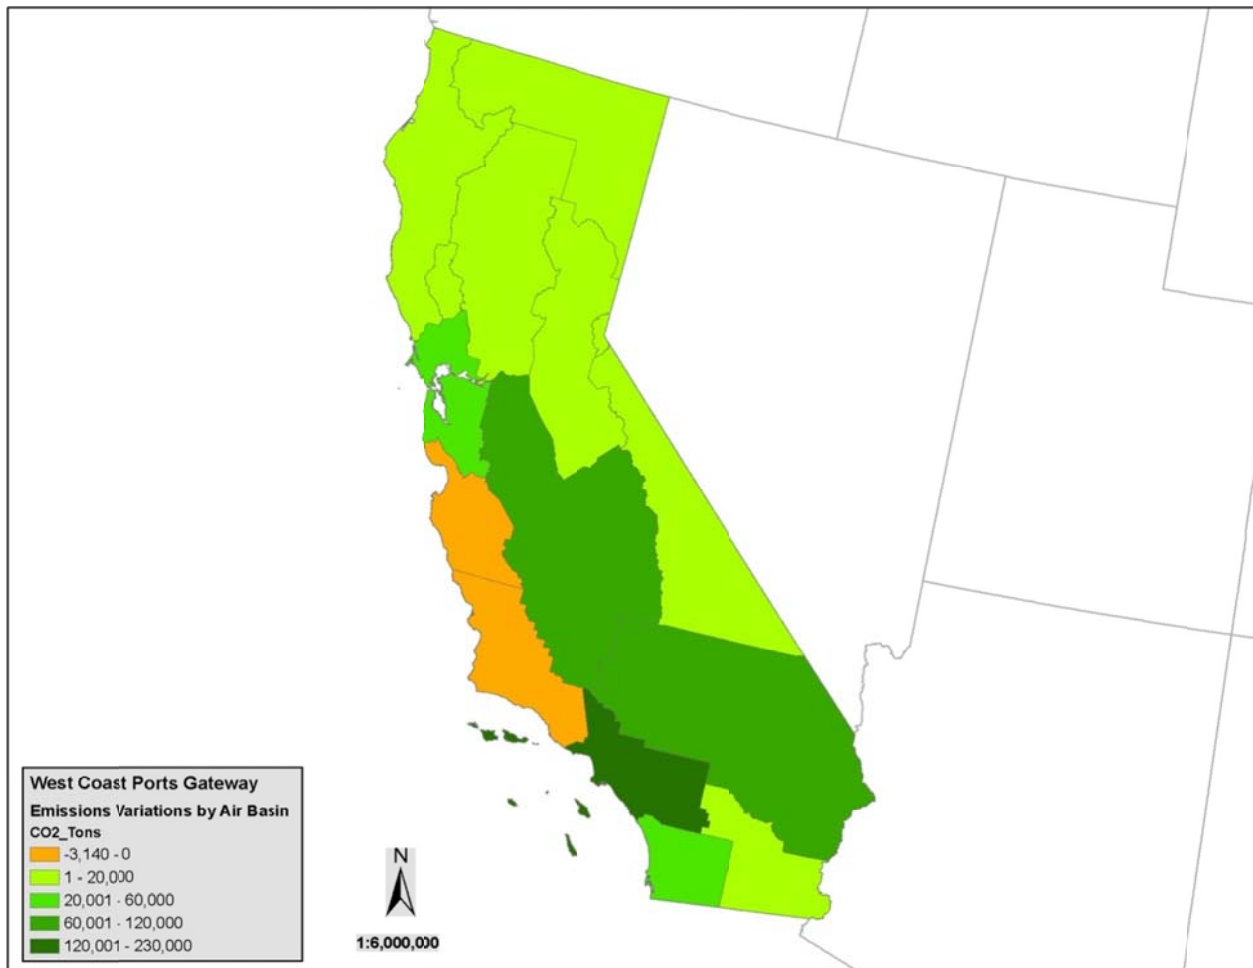 West Coast Ports Gateway
Emissions Variations by Air Basin
CO2_Tons
-3,140 - 0
1 - 20,000
20,001 - 60,000
60,001 - 120,000
120,001 - 230,000
N
1:6,000,000